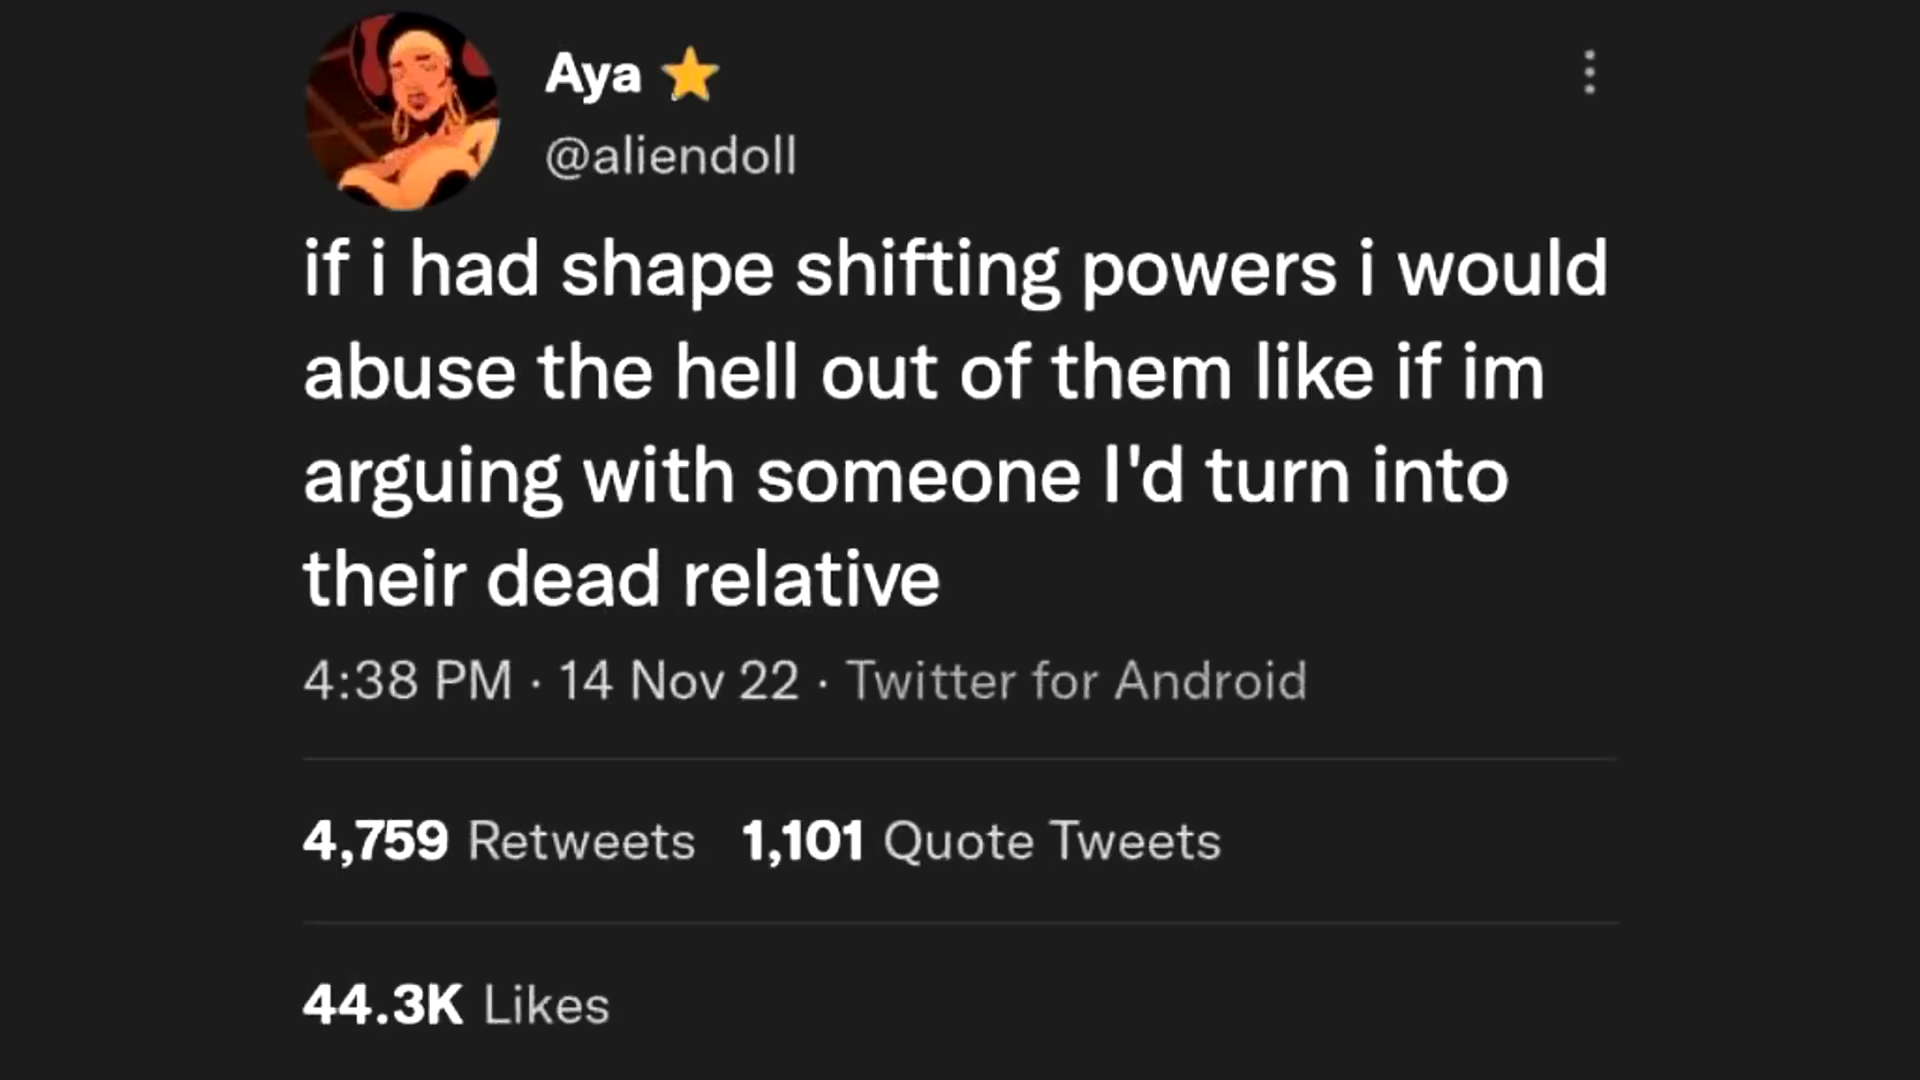 Aya ⭐
@aliendoll
if i had shape shifting powers i would
abuse the hell out of them like if im
arguing with someone I'd turn into
their dead relative
4:38 PM · 14 Nov 22 · Twitter for Android
4,759 Retweets 1,101 Quote Tweets
44.3K Likes